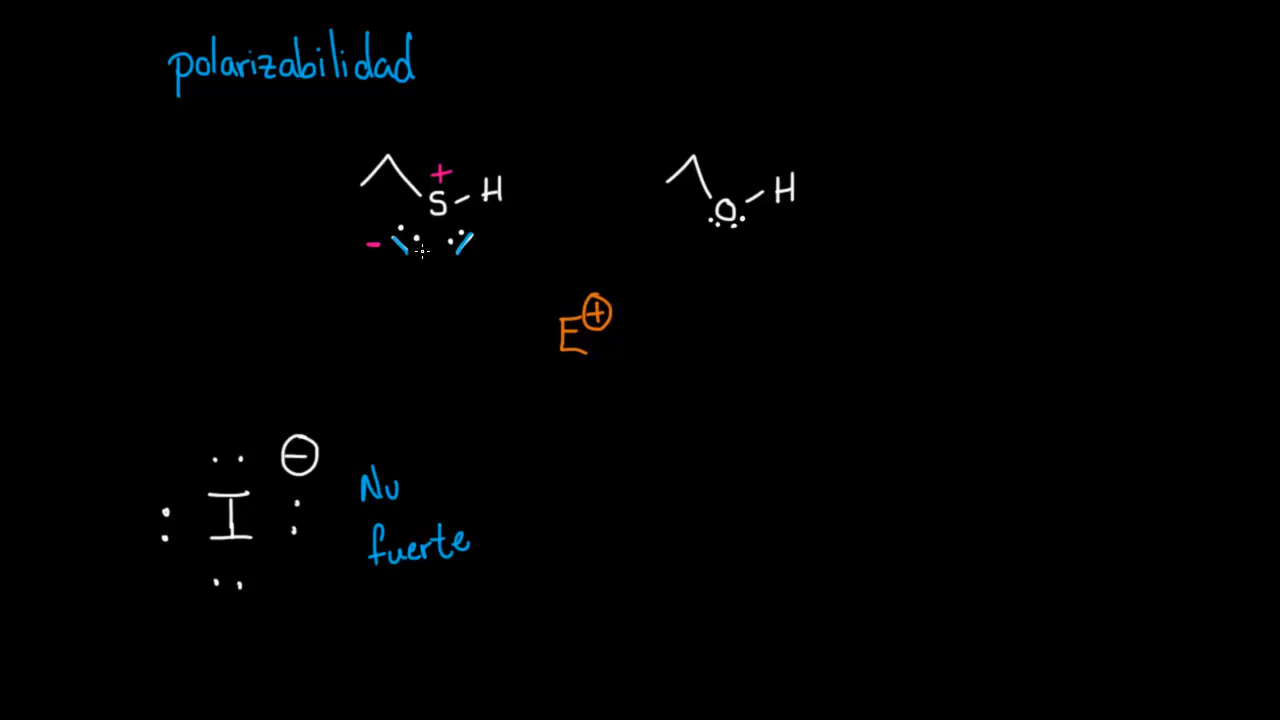 polarizabilidad
+
S - H
O - H
-
E ⊕
⊖
I
Nu
fuerte